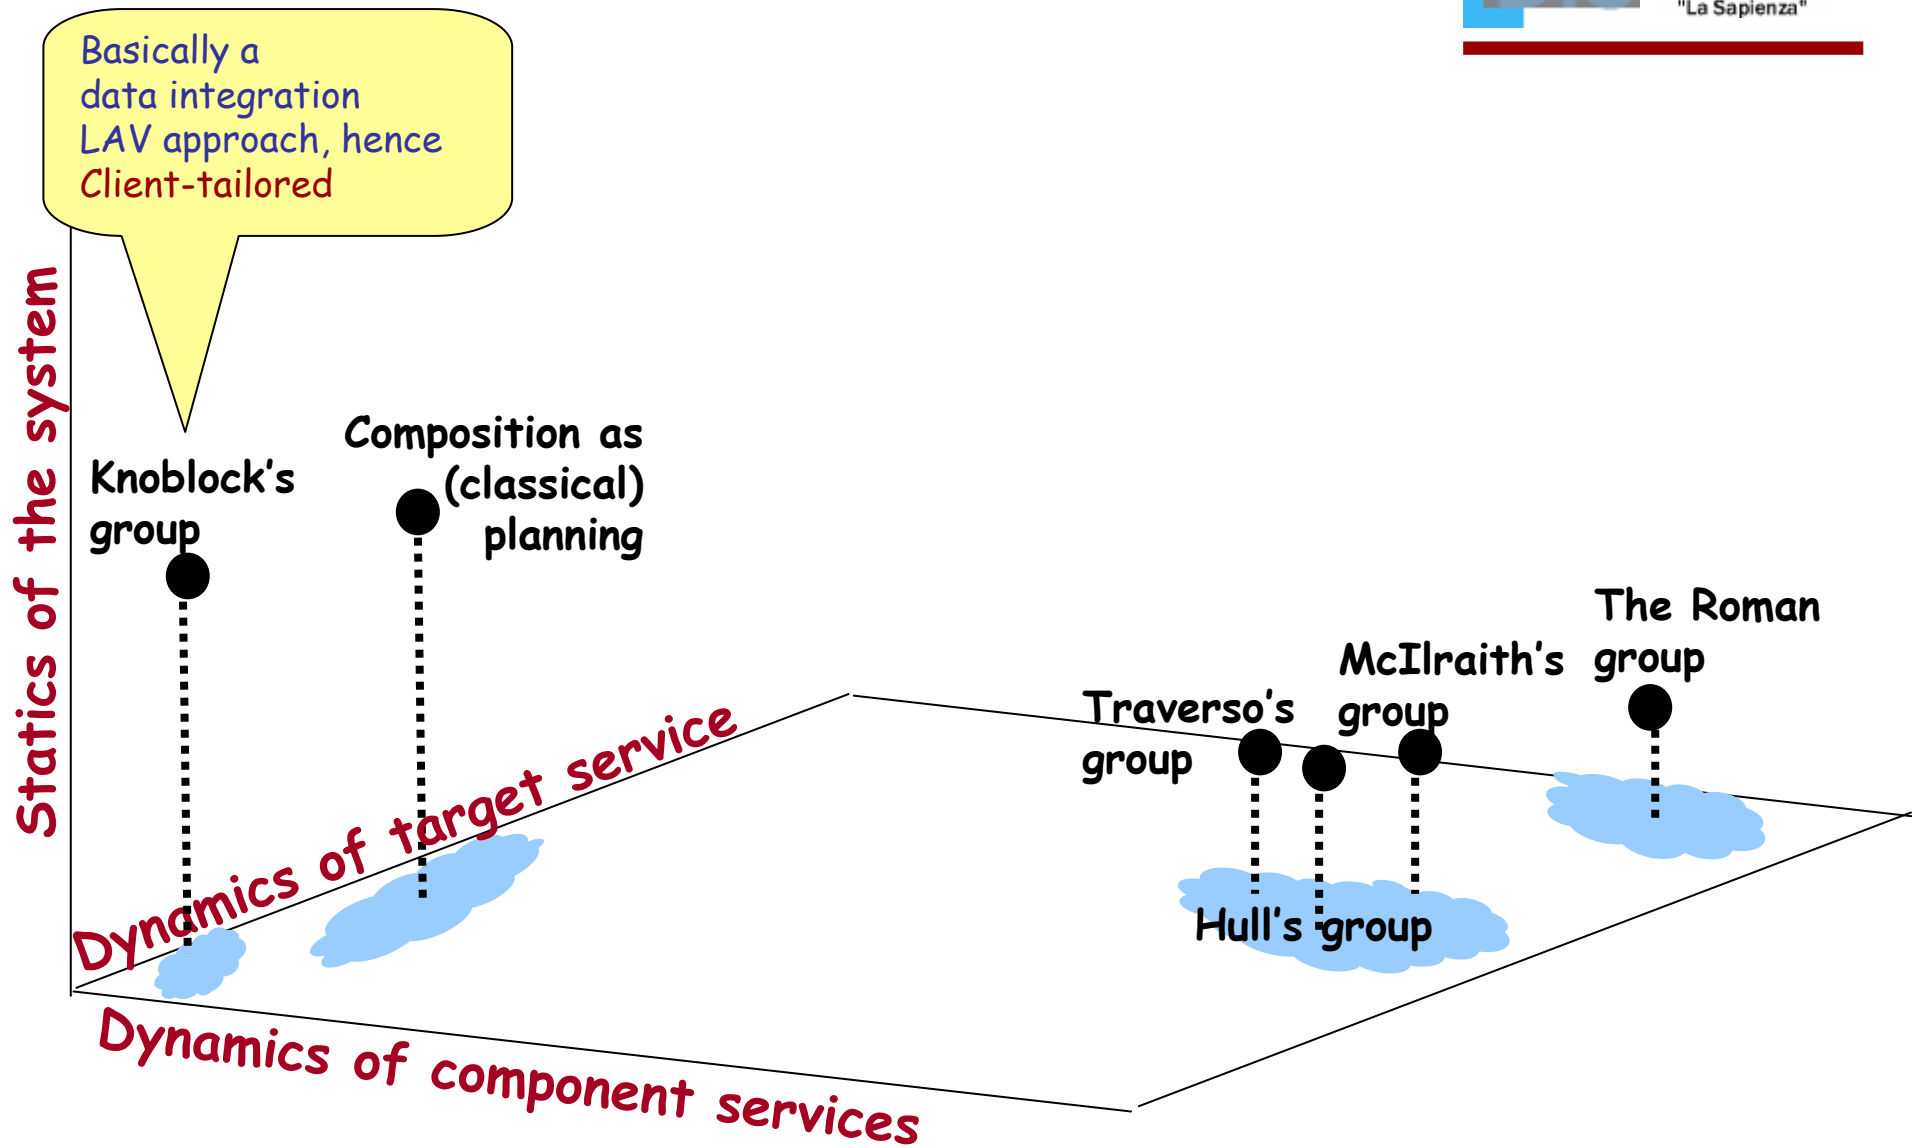 "La Sapienza"
Basically a
data integration
LAV approach, hence
Client-tailored
Statics of the system
Knoblock's
group
Composition as
(classical)
planning
The Roman
group
McIlraith's
group
Traverso's
group
Hull's group
Dynamics of target service
Dynamics of component services